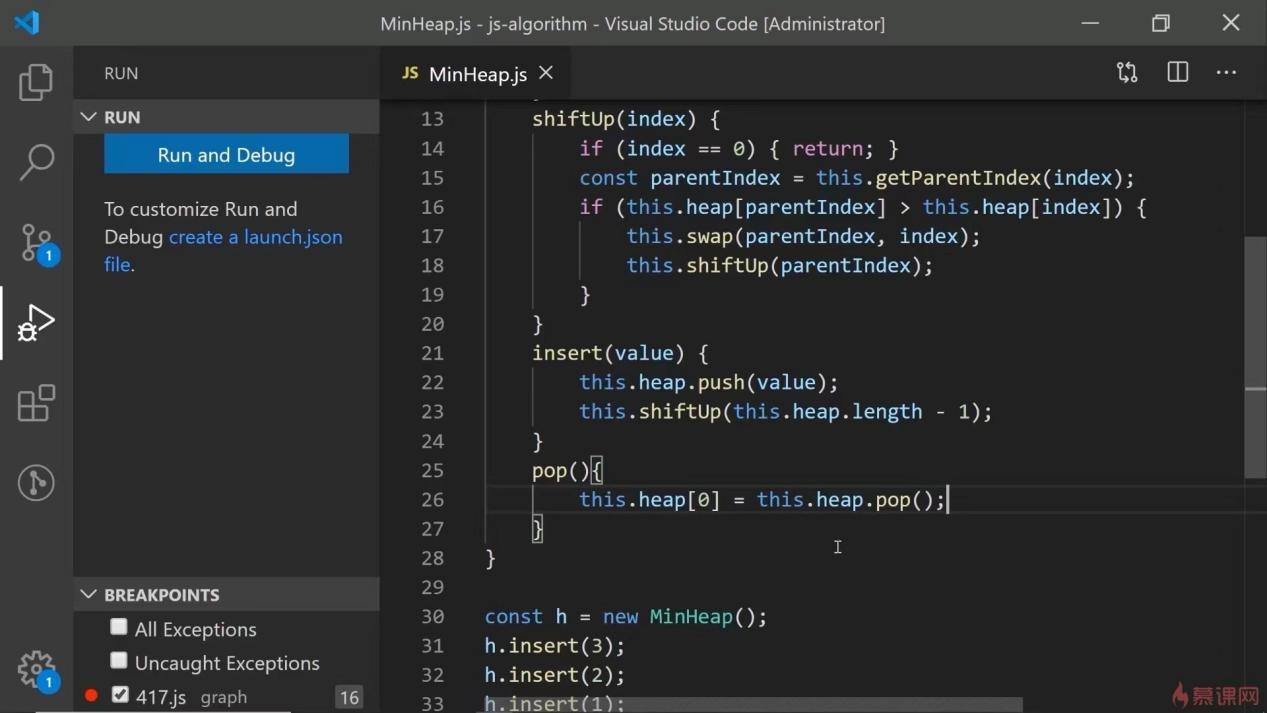 MinHeap.js - js-algorithm - Visual Studio Code [Administrator]
RUN
JS MinHeap.js
RUN
Run and Debug
To customize Run and
Debug create a launch.json
file.
13 shiftUp(index) {
14 if (index == 0) { return; }
15 const parentIndex = this.getParentIndex(index);
16 if (this.heap[parentIndex] > this.heap[index]) {
17 this.swap(parentIndex, index);
18 this.shiftUp(parentIndex);
19 }
20 }
21 insert(value) {
22 this.heap.push(value);
23 this.shiftUp(this.heap.length - 1);
24 }
25 pop(){
26 this.heap[0] = this.heap.pop();
27 }
28 }
29
30 const h = new MinHeap();
31 h.insert(3);
32 h.insert(2);
33 h.insert(1);
1
BREAKPOINTS
All Exceptions
Uncaught Exceptions
417.js graph 16
1
慕课网